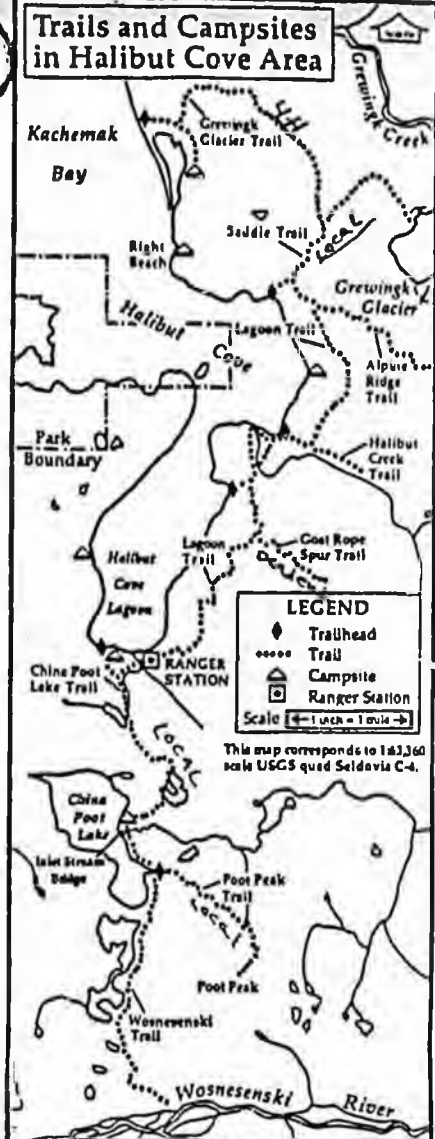 Trails and Campsites
in Halibut Cove Area
Grewingk
Creek
Kachemak
Bay
Grewingk
Glacier Trail
4H
Right
Beach
Saddle Trail
LOCAL
Halibut
Cove
Grewingk
Glacier
Lagoon Trail
Alpine
Ridge
Trail
Park
Boundary
Halibut
Creek
Trail
Halibut
Cove
Lagoon
Lagoon
Trail
Goat Rope
Spur Trail
LEGEND
Trailhead
Trail
Campsite
Ranger Station
Scale 1 inch = 1 mile
RANGER
STATION
China Poot
Lake Trail
This map corresponds to 1:63,360
scale USGS quad Seldovia C-4.
LOCAL
China
Poot
Lake
Inlet Stream
Bridge
Poot Peak
Trail
LOCAL
Poot Peak
Wosnesenski
Trail
Wosnesenski River